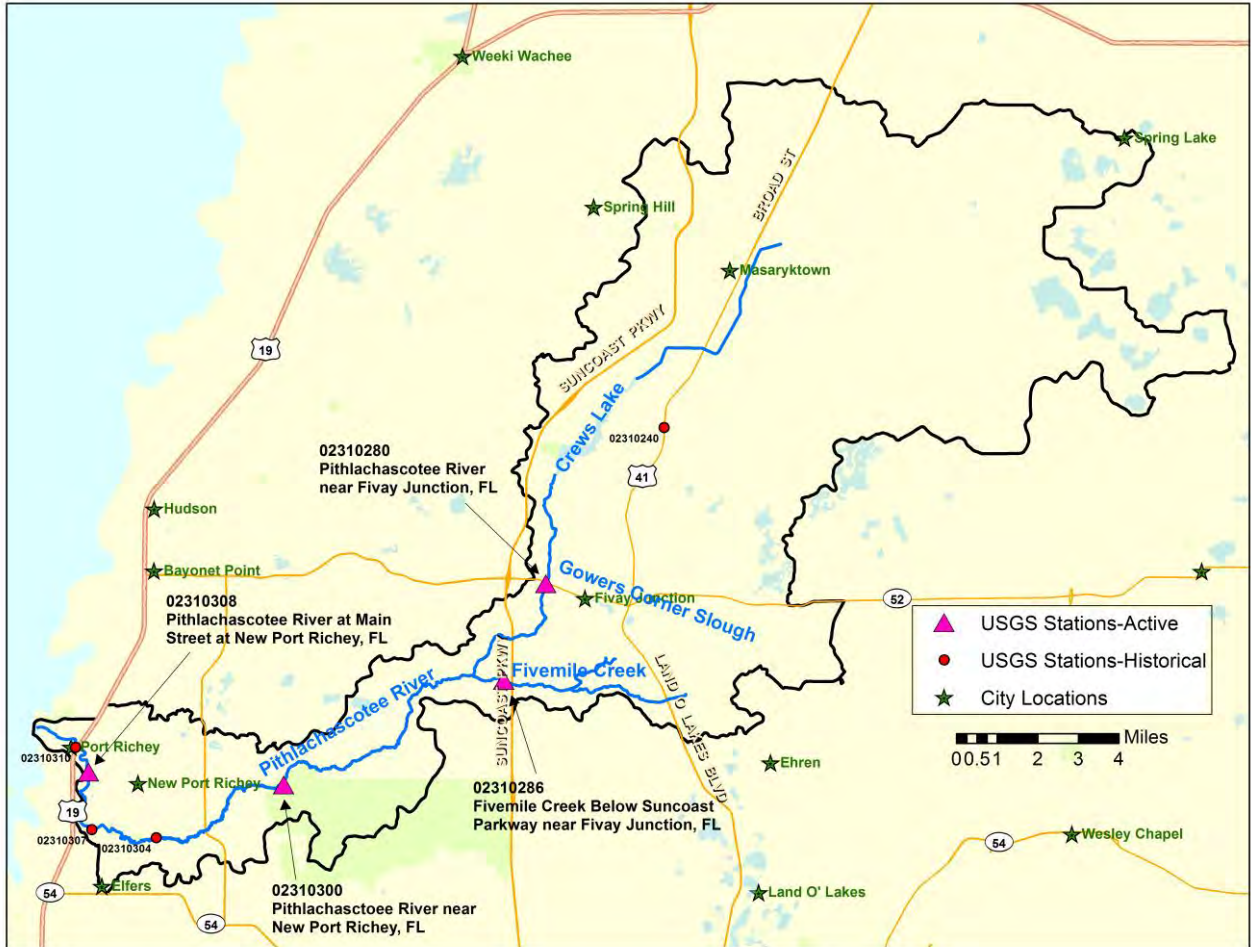 Weeki Wachee
Spring Lake
Spring Hill
BROAD ST
Masaryktown
19
SUNCOAST PKWY
Crews Lake
02310240
02310280
Pithlachascotee River
near Fivay Junction, FL
41
Hudson
Bayonet Point
Gowers Corner Slough
Fivay Junction
52
02310308
Pithlachascotee River at Main
Street at New Port Richey, FL
USGS Stations-Active
USGS Stations-Historical
City Locations
SUNCOAST PKWY
Fivemile Creek
LAND O LAKES BLVD
Pithlachascotee River
Miles
0 0.5 1 2 3 4
Port Richey
02310310
New Port Richey
Ehren
02310286
Fivemile Creek Below Suncoast
Parkway near Fivay Junction, FL
19
02310307
02310304
54
Wesley Chapel
Elfers
54
02310300
Pithlachasctoee River near
New Port Richey, FL
54
Land O' Lakes